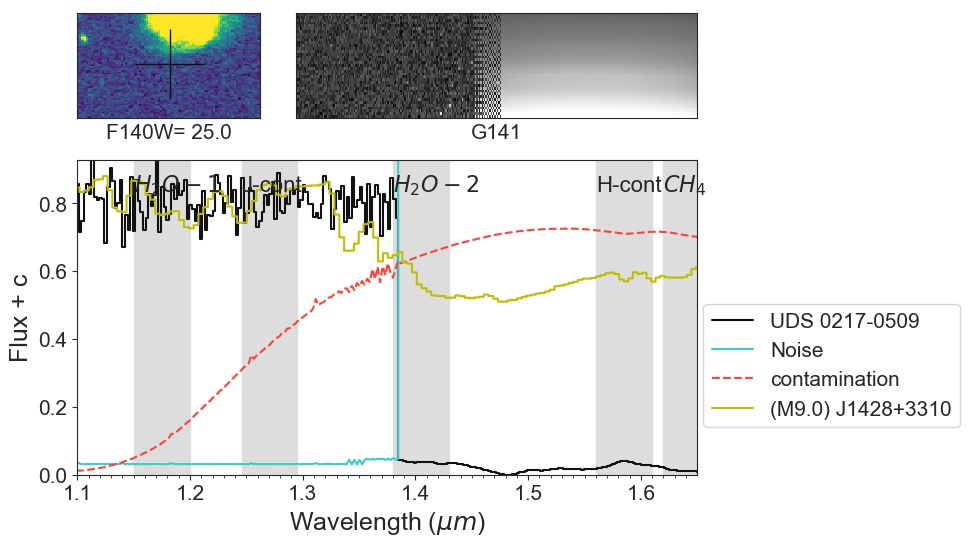 F140W= 25.0
G141
H₂O − 1 J-cont H₂O − 2 H-cont CH₄
0.8
0.6
0.4
0.2
0.0
Flux + c
1.1 1.2 1.3 1.4 1.5 1.6
Wavelength (μm)
UDS 0217-0509
Noise
contamination
(M9.0) J1428+3310